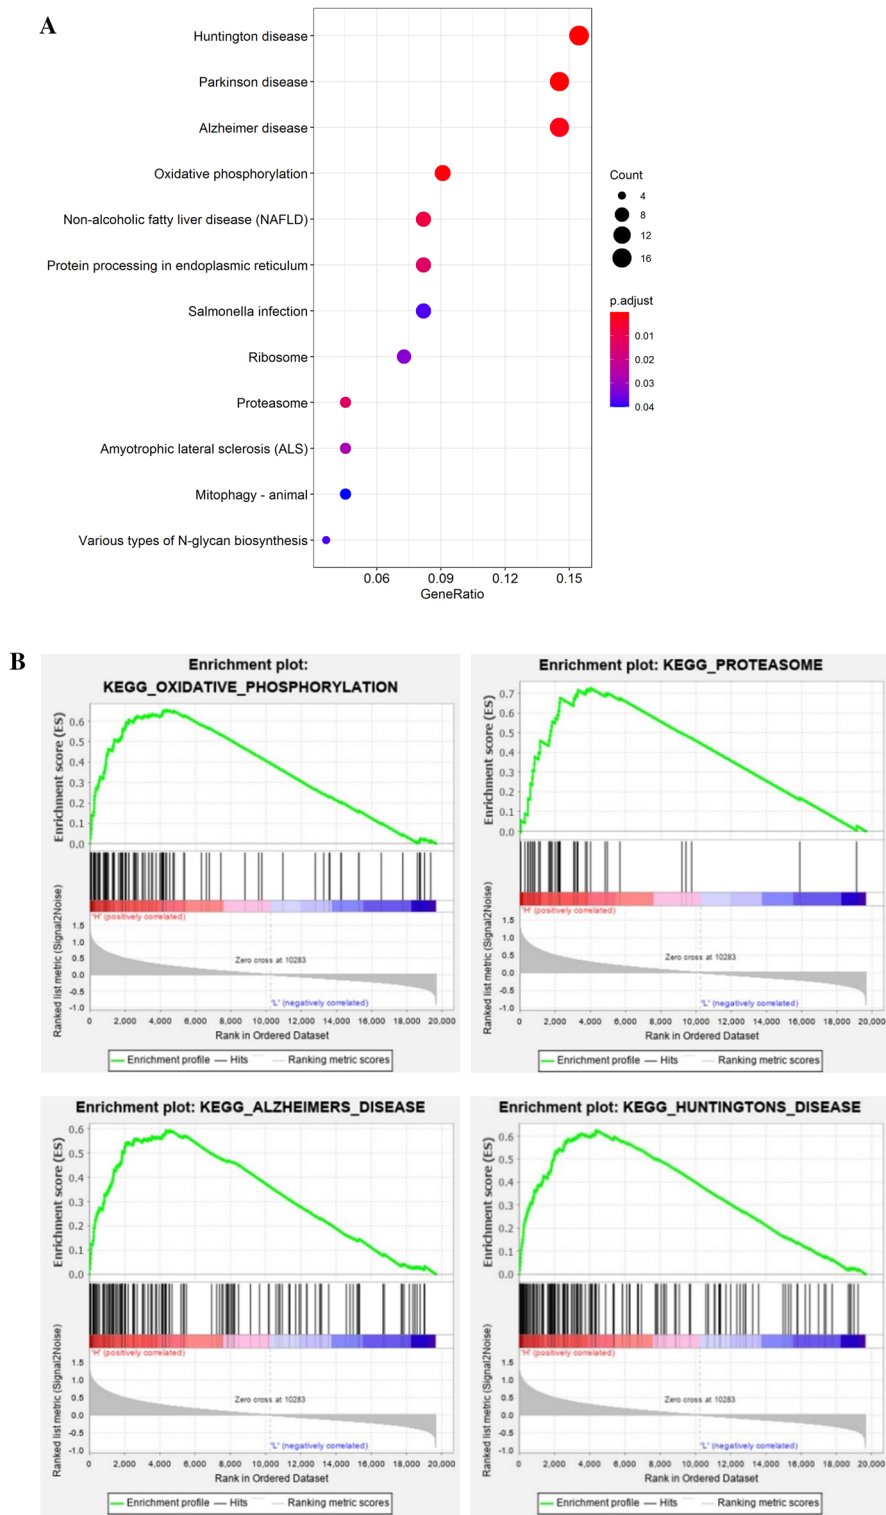 A
Huntington disease
Parkinson disease
Alzheimer disease
Oxidative phosphorylation
Non-alcoholic fatty liver disease (NAFLD)
Protein processing in endoplasmic reticulum
Salmonella infection
Ribosome
Proteasome
Amyotrophic lateral sclerosis (ALS)
Mitophagy - animal
Various types of N-glycan biosynthesis
0.06 0.09 0.12 0.15
GeneRatio
Count
4
8
12
16
p.adjust
0.01
0.02
0.03
0.04
B
Enrichment plot:
KEGG_OXIDATIVE_PHOSPHORYLATION
Enrichment score (ES)
0.6
0.5
0.4
0.3
0.2
0.1
0.0
'H' (positively correlated)
Ranked list metric (Signal2Noise)
1.5
1.0
0.5
0.0
-0.5
-1.0
Zero cross at 10283
'L' (negatively correlated)
0 2,000 4,000 6,000 8,000 10,000 12,000 14,000 16,000 18,000 20,000
Rank in Ordered Dataset
Enrichment profile Hits Ranking metric scores
Enrichment plot: KEGG_PROTEASOME
Enrichment score (ES)
0.7
0.6
0.5
0.4
0.3
0.2
0.1
0.0
'H' (positively correlated)
Ranked list metric (Signal2Noise)
1.5
1.0
0.5
0.0
-0.5
-1.0
Zero cross at 10283
'L' (negatively correlated)
0 2,000 4,000 6,000 8,000 10,000 12,000 14,000 16,000 18,000 20,000
Rank in Ordered Dataset
Enrichment profile Hits Ranking metric scores
Enrichment plot: KEGG_ALZHEIMERS_DISEASE
Enrichment score (ES)
0.6
0.5
0.4
0.3
0.2
0.1
0.0
'H' (positively correlated)
Ranked list metric (Signal2Noise)
1.5
1.0
0.5
0.0
-0.5
-1.0
Zero cross at 10283
'L' (negatively correlated)
0 2,000 4,000 6,000 8,000 10,000 12,000 14,000 16,000 18,000 20,000
Rank in Ordered Dataset
Enrichment profile Hits Ranking metric scores
Enrichment plot: KEGG_HUNTINGTONS_DISEASE
Enrichment score (ES)
0.6
0.5
0.4
0.3
0.2
0.1
0.0
'H' (positively correlated)
Ranked list metric (Signal2Noise)
1.5
1.0
0.5
0.0
-0.5
-1.0
Zero cross at 10283
'L' (negatively correlated)
0 2,000 4,000 6,000 8,000 10,000 12,000 14,000 16,000 18,000 20,000
Rank in Ordered Dataset
Enrichment profile Hits Ranking metric scores